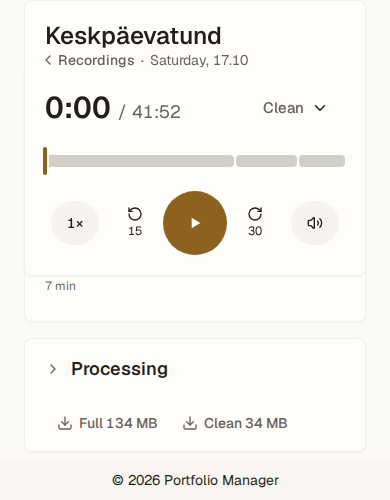 Keskpäevatund
Recordings · Saturday, 17.10
0:00 / 41:52
Clean
1×
15
30
7 min
Processing
Full 134 MB
Clean 34 MB
© 2026 Portfolio Manager